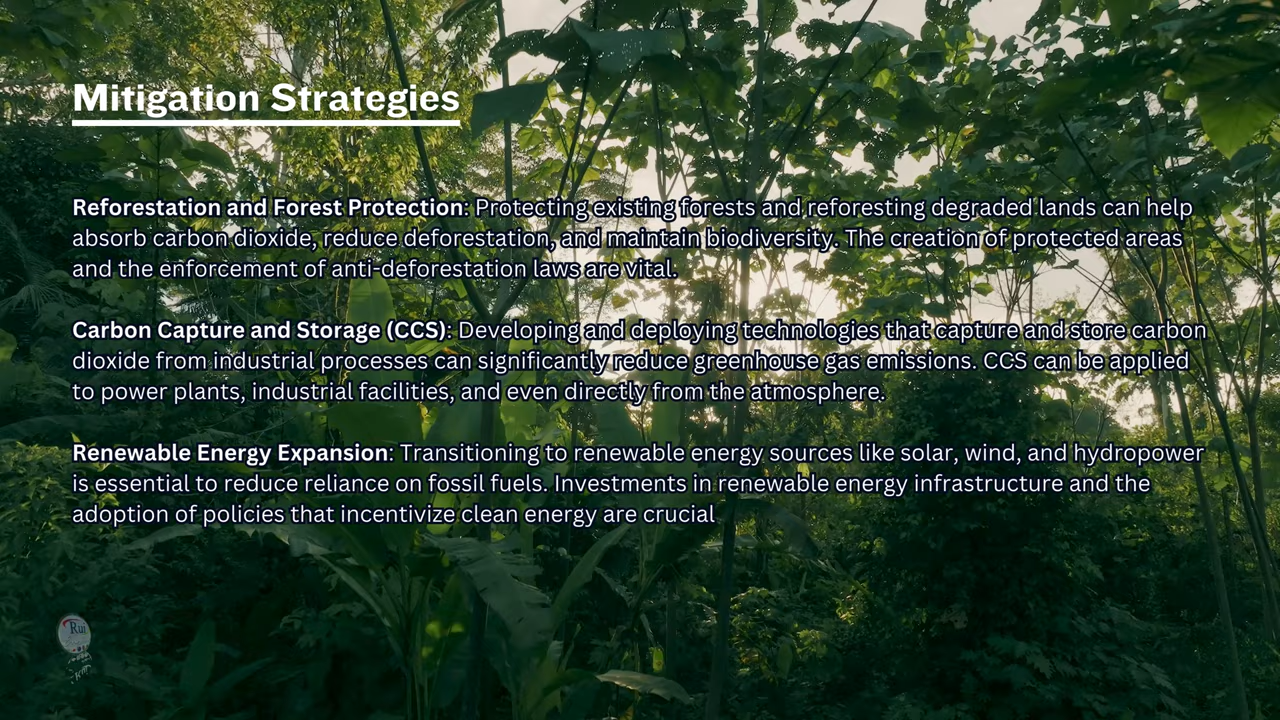 Mitigation Strategies
Reforestation and Forest Protection: Protecting existing forests and reforesting degraded lands can help
absorb carbon dioxide, reduce deforestation, and maintain biodiversity. The creation of protected areas
and the enforcement of anti-deforestation laws are vital.
Carbon Capture and Storage (CCS): Developing and deploying technologies that capture and store carbon
dioxide from industrial processes can significantly reduce greenhouse gas emissions. CCS can be applied
to power plants, industrial facilities, and even directly from the atmosphere.
Renewable Energy Expansion: Transitioning to renewable energy sources like solar, wind, and hydropower
is essential to reduce reliance on fossil fuels. Investments in renewable energy infrastructure and the
adoption of policies that incentivize clean energy are crucial
Rui